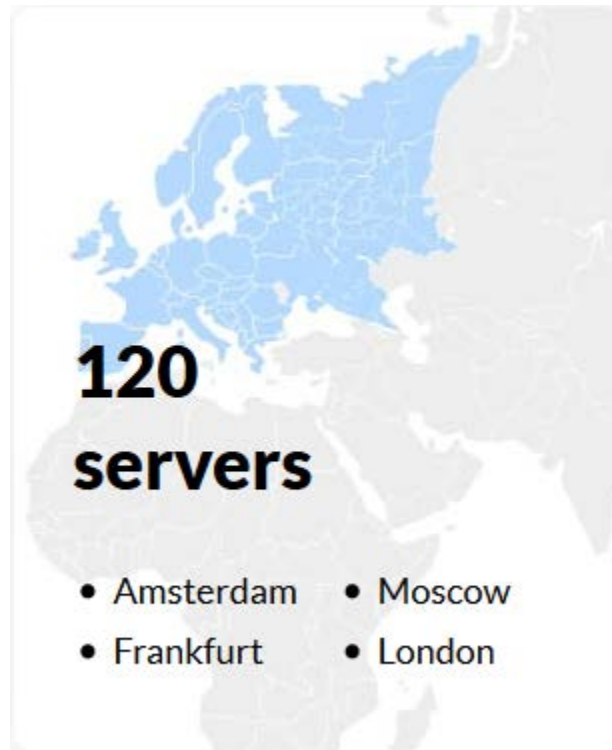 120
servers
• Amsterdam
• Moscow
• Frankfurt
• London